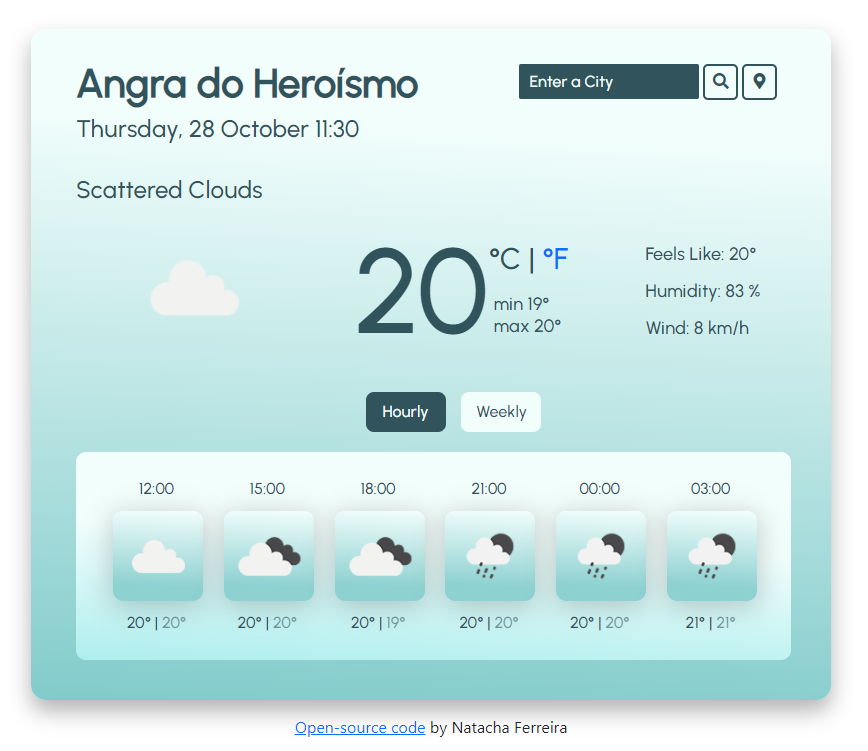 Angra do Heroísmo
Enter a City
Thursday, 28 October 11:30
Scattered Clouds
20 °C | °F
min 19°
max 20°
Feels Like: 20°
Humidity: 83 %
Wind: 8 km/h
Hourly Weekly
12:00 15:00 18:00 21:00 00:00 03:00
20° | 20° 20° | 20° 20° | 19° 20° | 20° 20° | 20° 21° | 21°
Open-source code by Natacha Ferreira